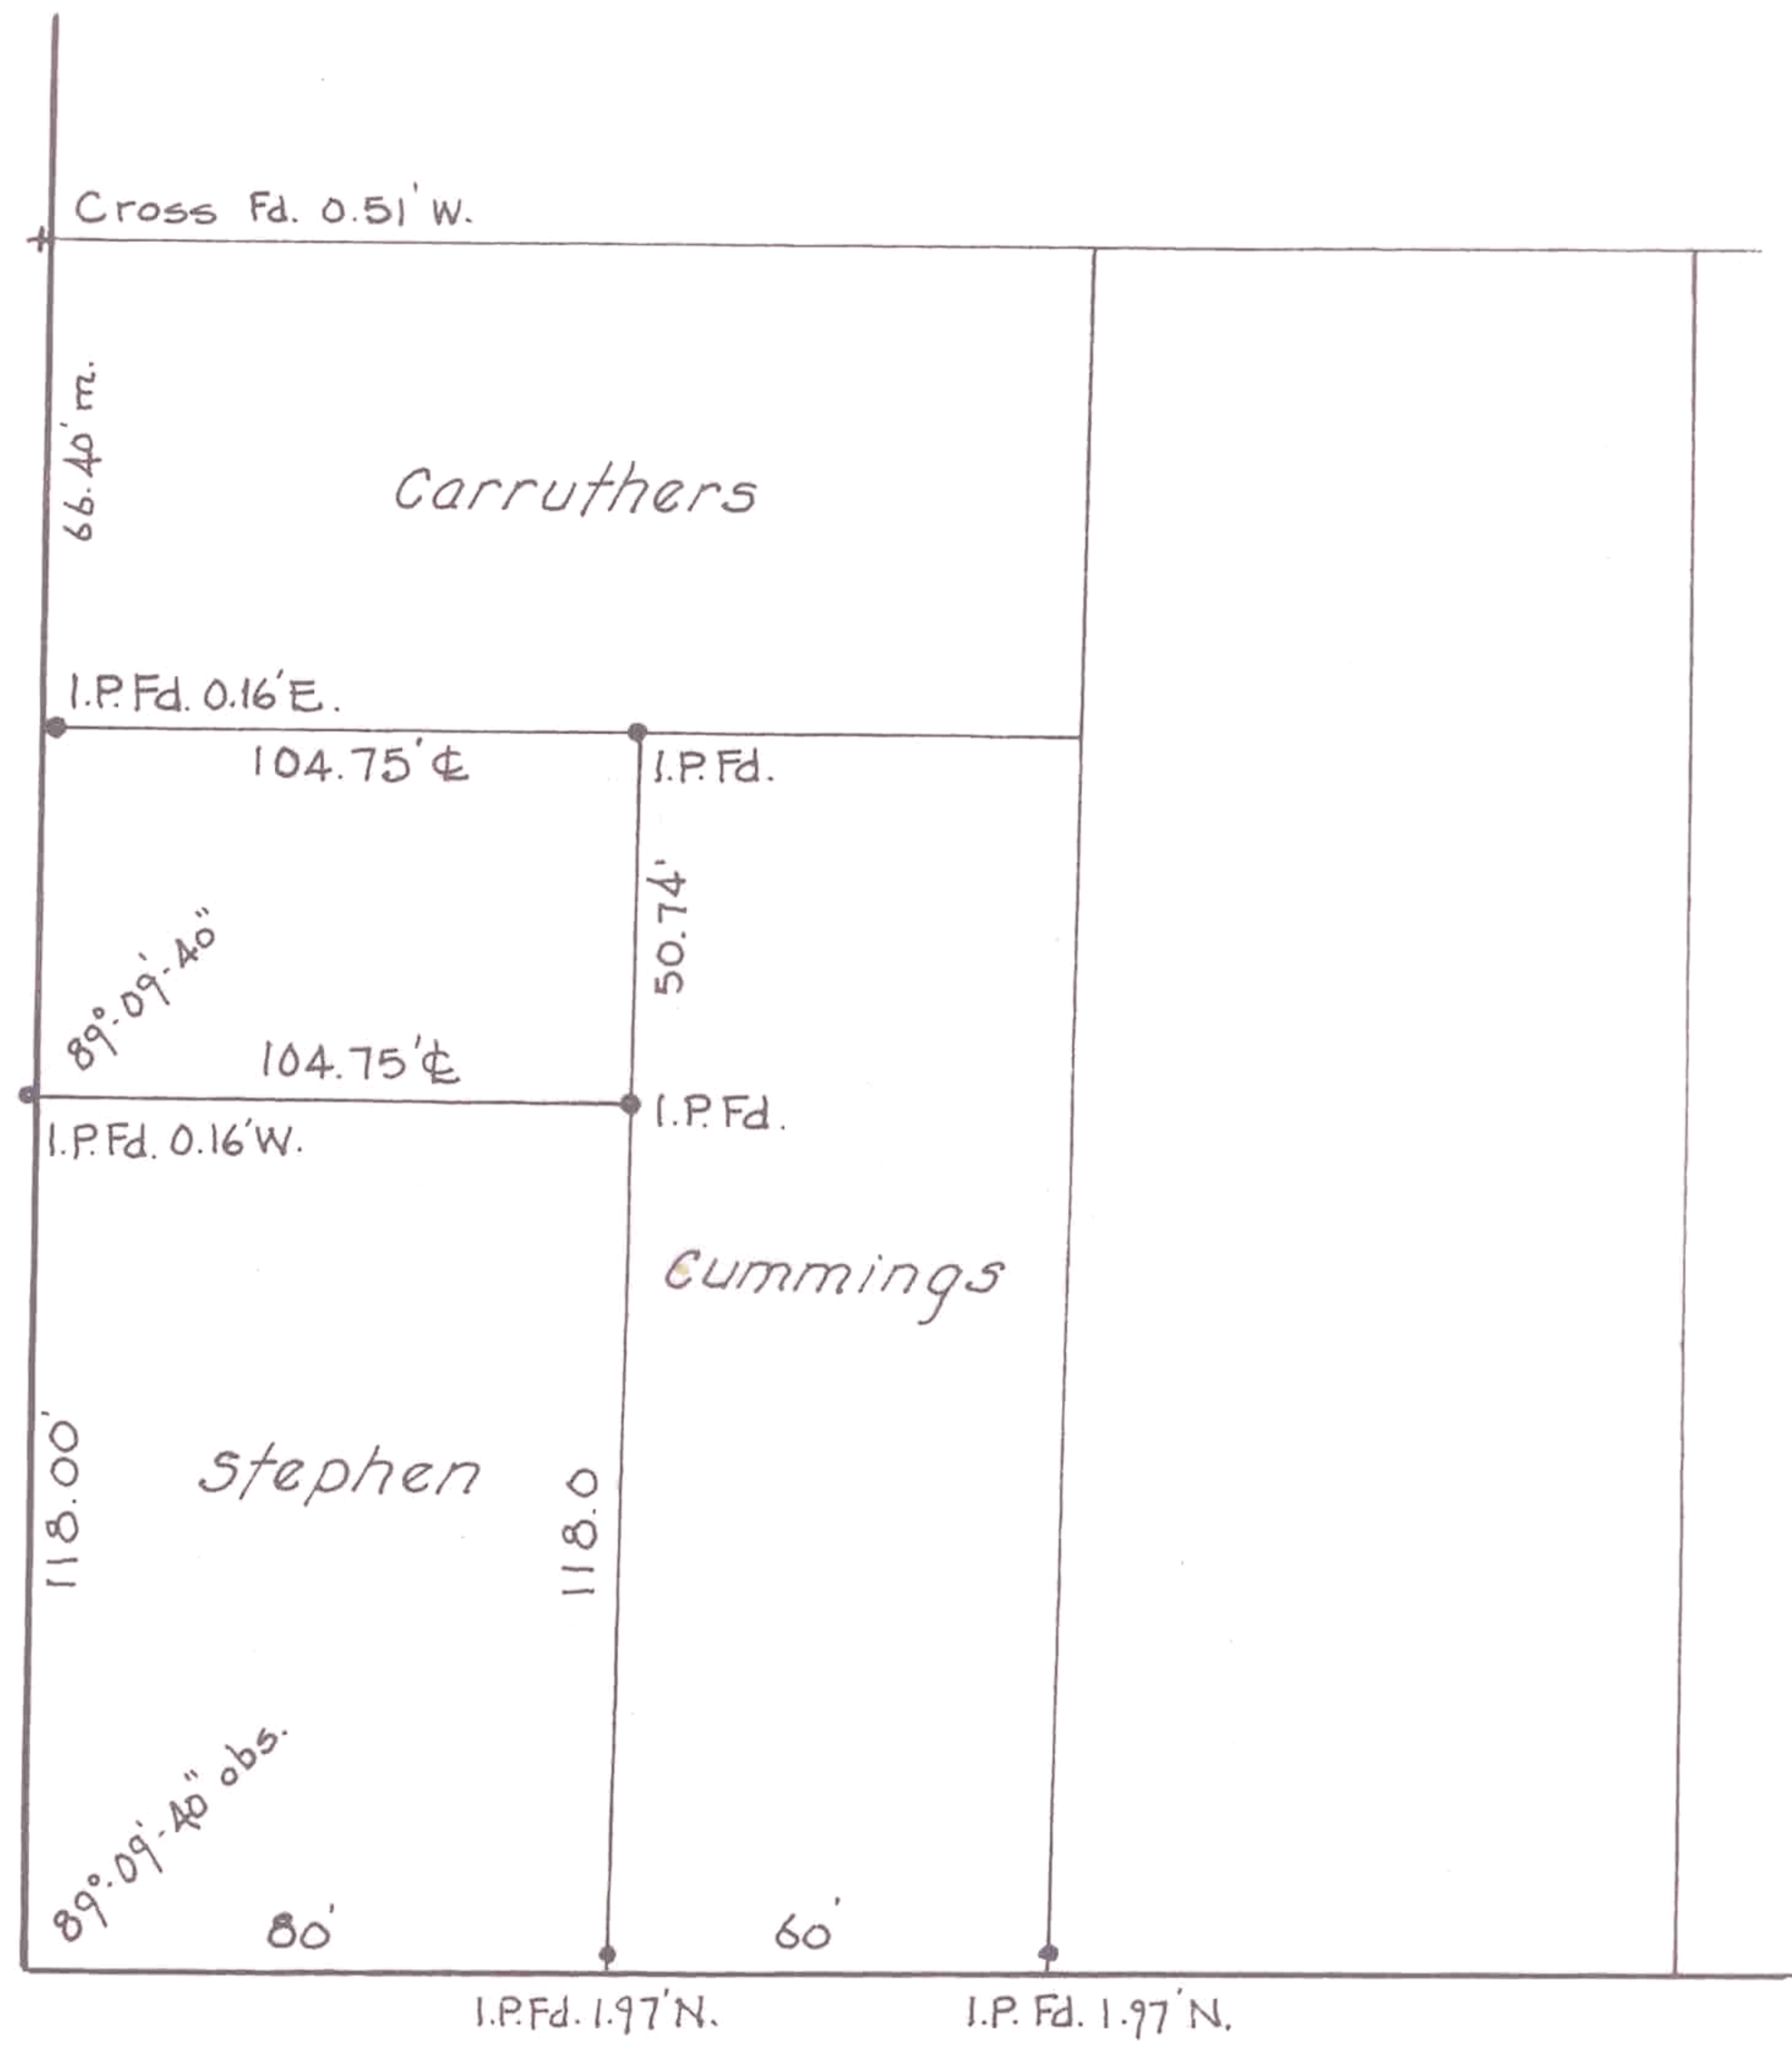 Cross Fd. 0.51' W.
66.40' m.
Carruthers
I.P. Fd. 0.16' E.
104.75' ℄
I.P. Fd.
50.74'
89°-09'-40"
104.75' ℄
I.P. Fd.
I.P. Fd. 0.16' W.
Cummings
118.00'
Stephen
118.0
89°-09'-40" obs.
80'
60'
I.P. Fd. 1.97' N.
I.P. Fd. 1.97' N.